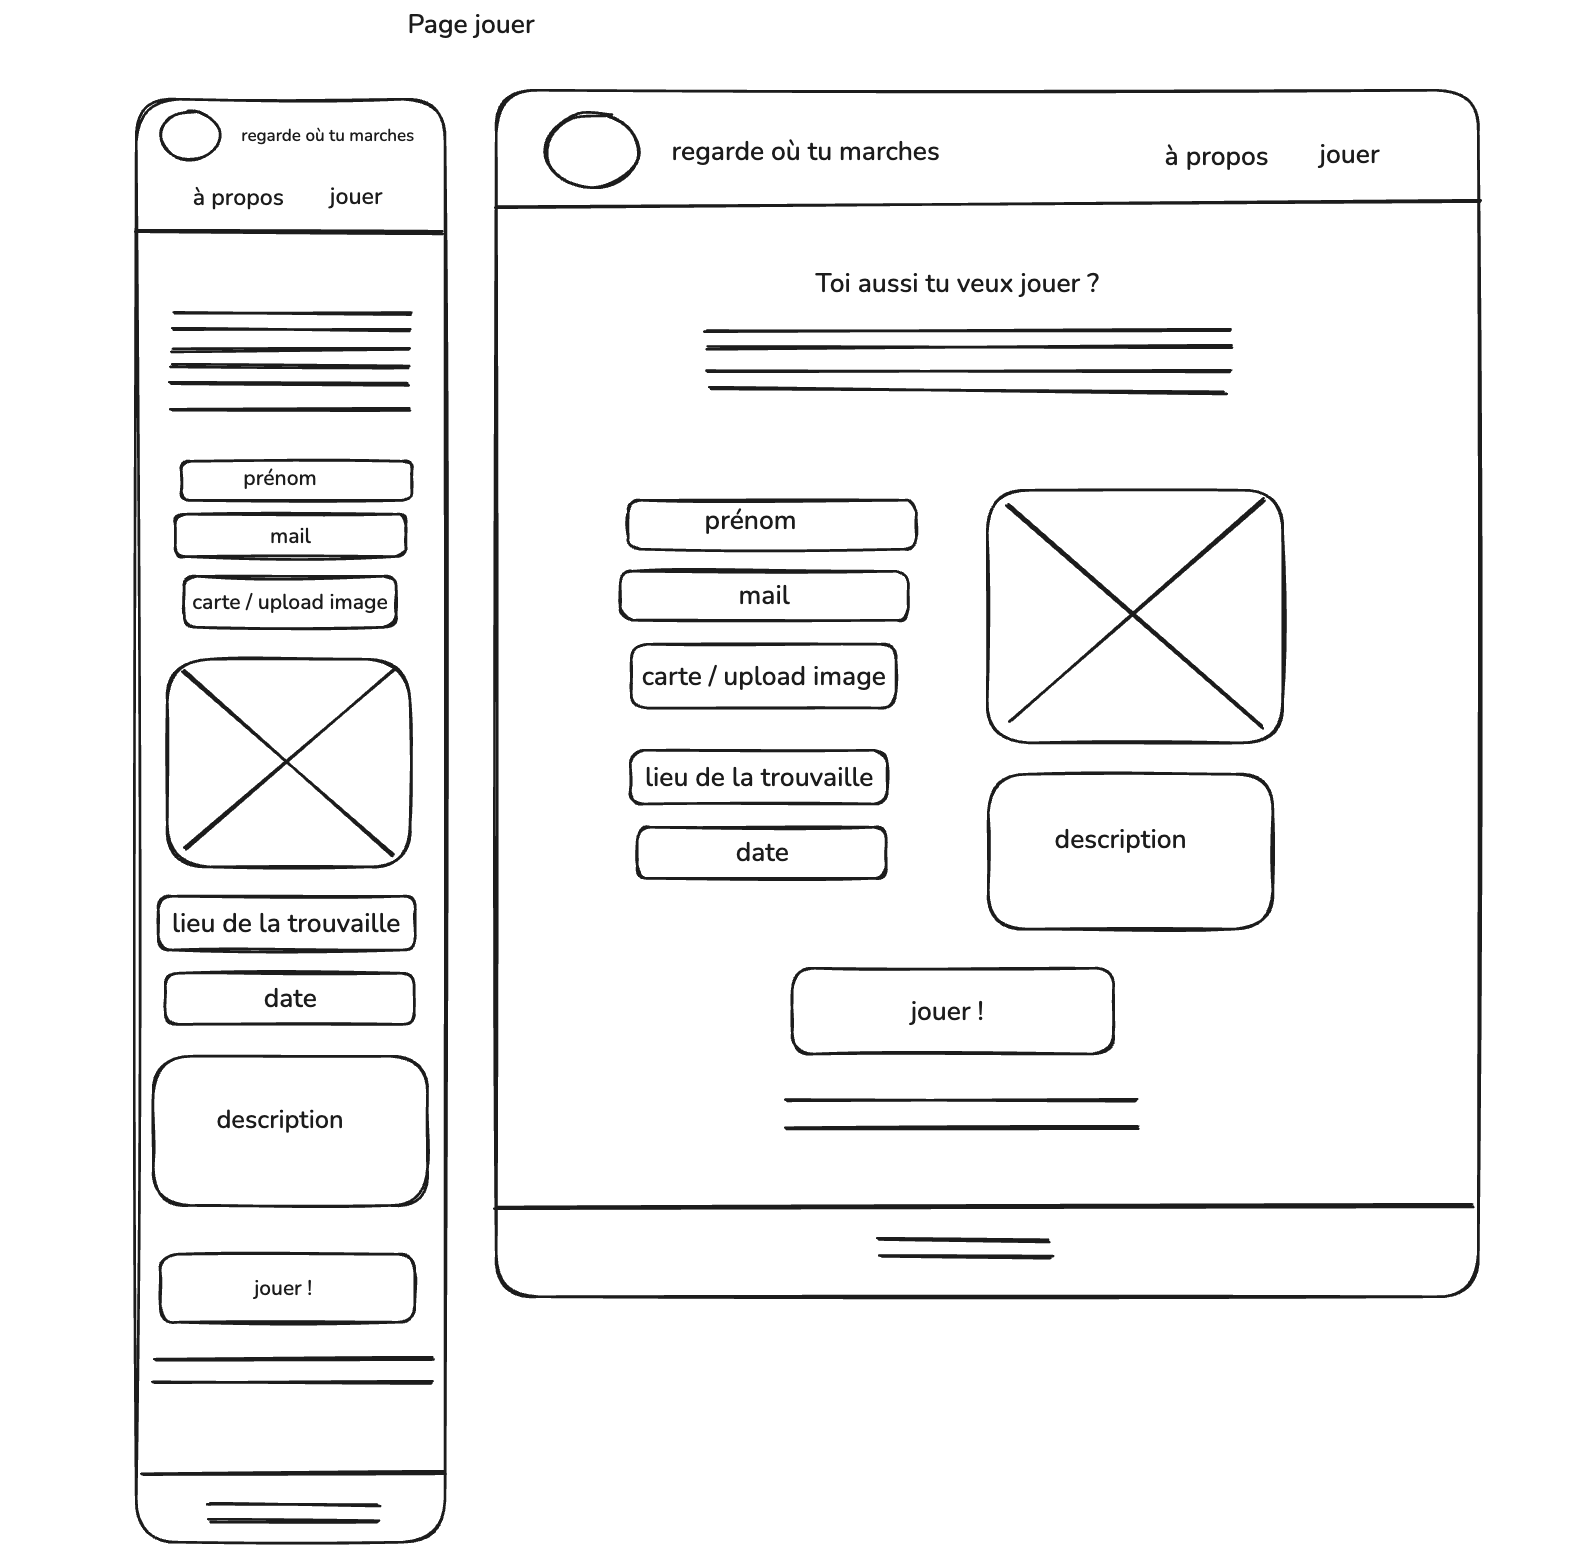 Page jouer
regarde où tu marches
à propos jouer
prénom
mail
carte / upload image
lieu de la trouvaille
date
description
jouer !
regarde où tu marches à propos jouer
Toi aussi tu veux jouer ?
prénom
mail
carte / upload image
lieu de la trouvaille
date
description
jouer !